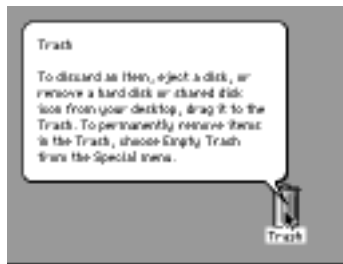 Trash
To discard an item, eject a disk, or
remove a hard disk or shared disk
icon from your desktop, drag it to the
Trash. To permanently remove items
in the Trash, choose Empty Trash
from the Special menu.
Trash